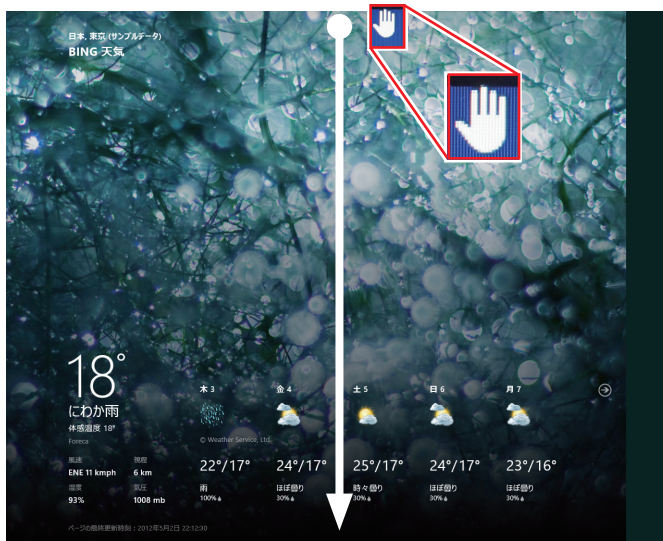 日本, 東京 (サンプルデータ)
BING 天気
18°
にわか雨
体感温度 18°
Foreca
風速
ENE 11 kmph
視程
6 km
湿度
93%
気圧
1008 mb
木 3
© Weather Service, Ltd.
22°/17°
雨
100%
金 4
24°/17°
ほぼ曇り
30%
土 5
25°/17°
時々曇り
30%
日 6
24°/17°
ほぼ曇り
30%
月 7
23°/16°
ほぼ曇り
30%
ページの最終更新時刻 : 2012年5月2日 22:12:30